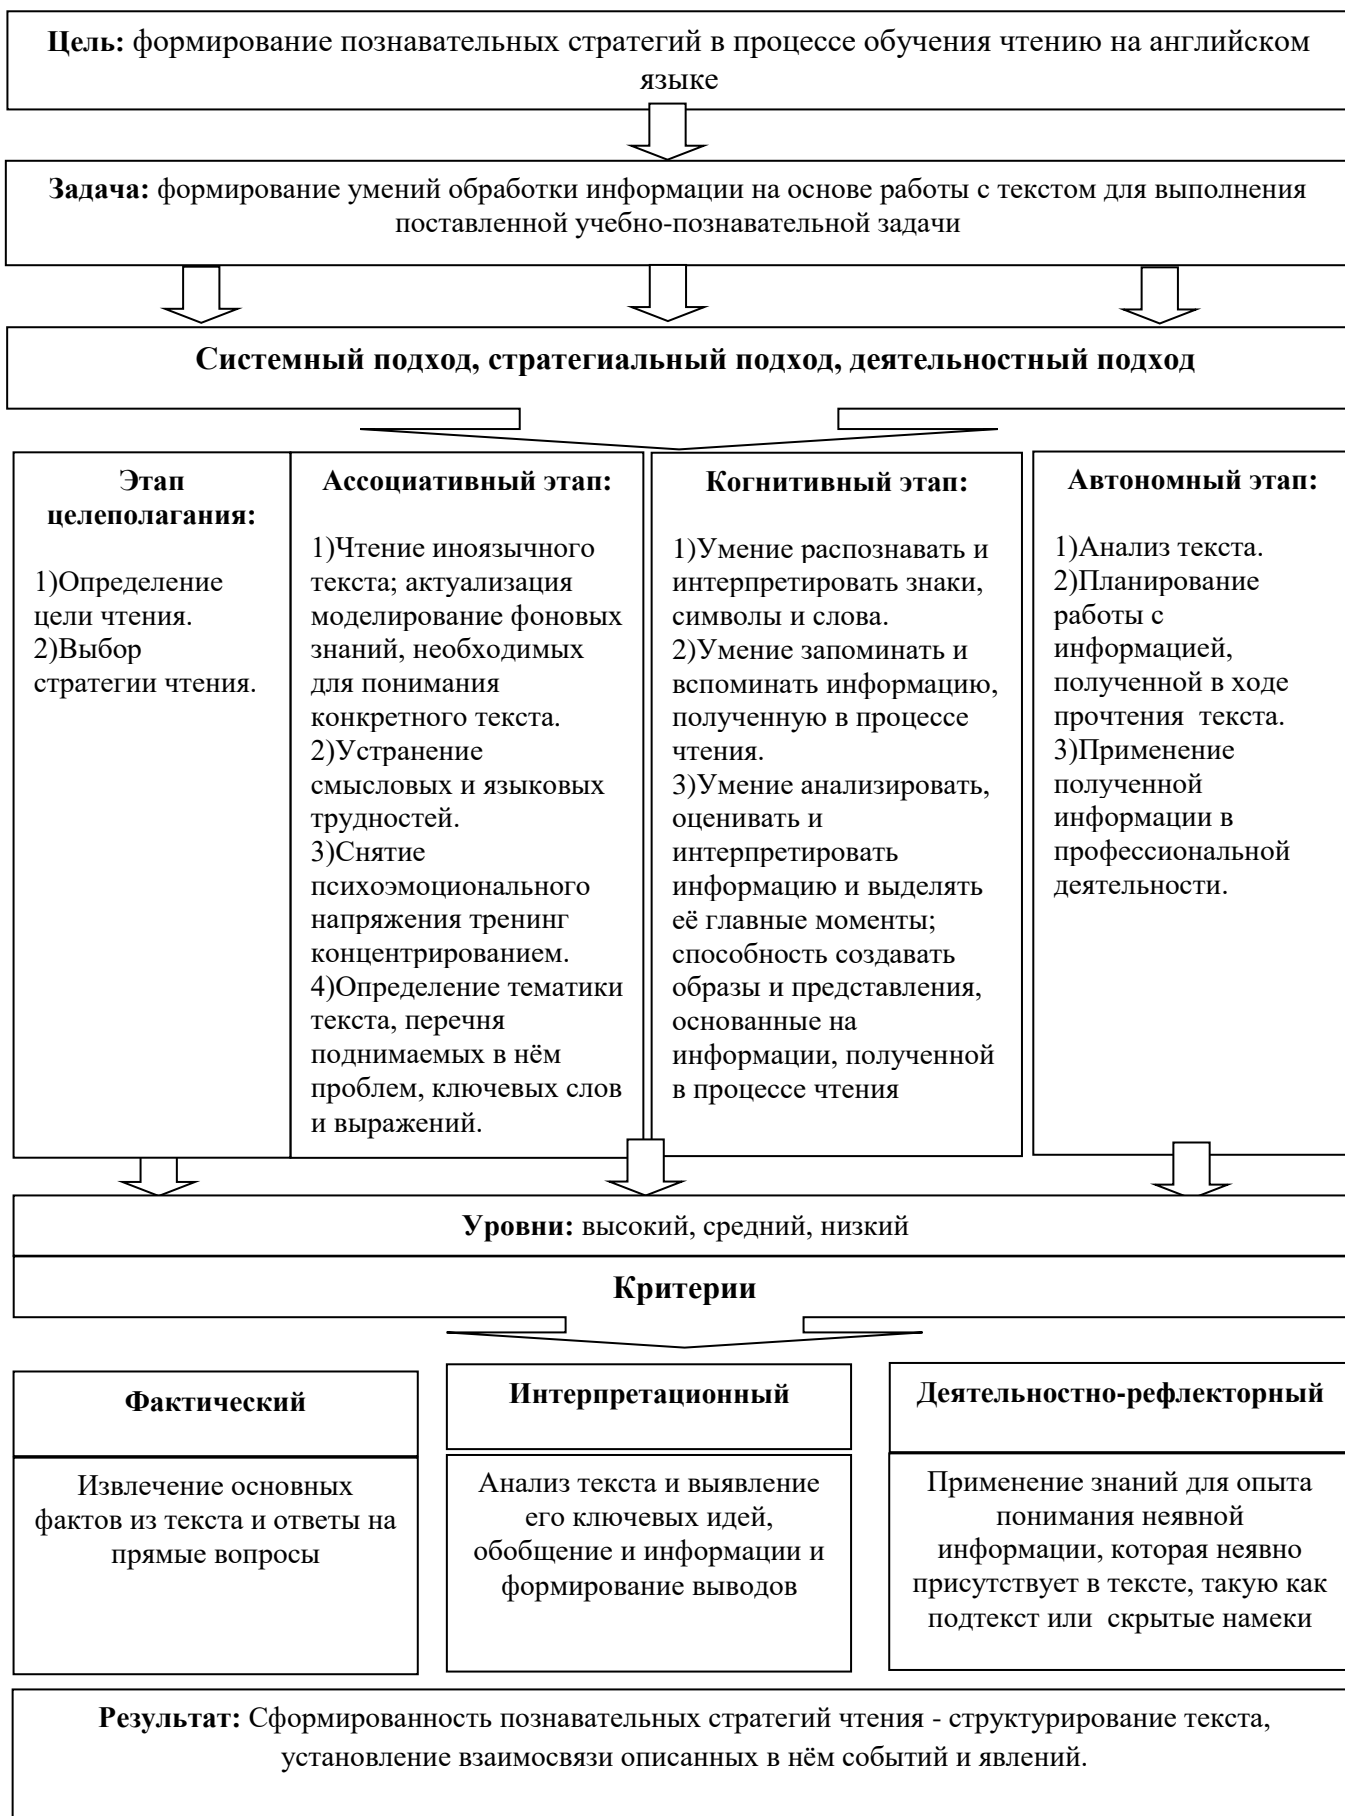 Цель: формирование познавательных стратегий в процессе обучения чтению на английском
языке
Задача: формирование умений обработки информации на основе работы с текстом для выполнения
поставленной учебно-познавательной задачи
Системный подход, стратегиальный подход, деятельностный подход
Этап
целеполагания:
1)Определение
цели чтения.
2)Выбор
стратегии чтения.
Ассоциативный этап:
1)Чтение иноязычного
текста; актуализация
моделирование фоновых
знаний, необходимых
для понимания
конкретного текста.
2)Устранение
смысловых и языковых
трудностей.
3)Снятие
психоэмоционального
напряжения тренинг
концентрированием.
4)Определение тематики
текста, перечня
поднимаемых в нём
проблем, ключевых слов
и выражений.
Когнитивный этап:
1)Умение распознавать и
интерпретировать знаки,
символы и слова.
2)Умение запоминать и
вспоминать информацию,
полученную в процессе
чтения.
3)Умение анализировать,
оценивать и
интерпретировать
информацию и выделять
её главные моменты;
способность создавать
образы и представления,
основанные на
информации, полученной
в процессе чтения
Автономный этап:
1)Анализ текста.
2)Планирование
работы с
информацией,
полученной в ходе
прочтения текста.
3)Применение
полученной
информации в
профессиональной
деятельности.
Уровни: высокий, средний, низкий
Критерии
Фактический
Извлечение основных
фактов из текста и ответы на
прямые вопросы
Интерпретационный
Анализ текста и выявление
его ключевых идей,
обобщение и информации и
формирование выводов
Деятельностно-рефлекторный
Применение знаний для опыта
понимания неявной
информации, которая неявно
присутствует в тексте, такую как
подтекст или скрытые намеки
Результат: Сформированность познавательных стратегий чтения - структурирование текста,
установление взаимосвязи описанных в нём событий и явлений.